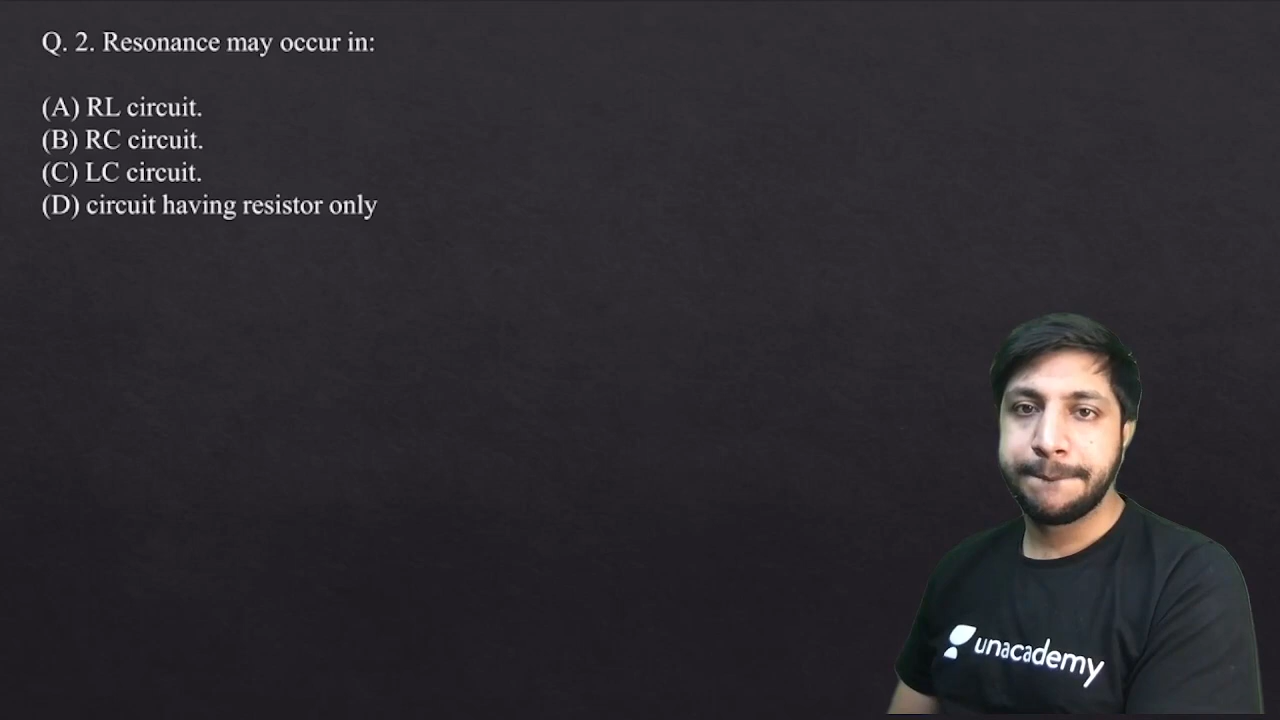 Q. 2. Resonance may occur in:
(A) RL circuit.
(B) RC circuit.
(C) LC circuit.
(D) circuit having resistor only
unacademy